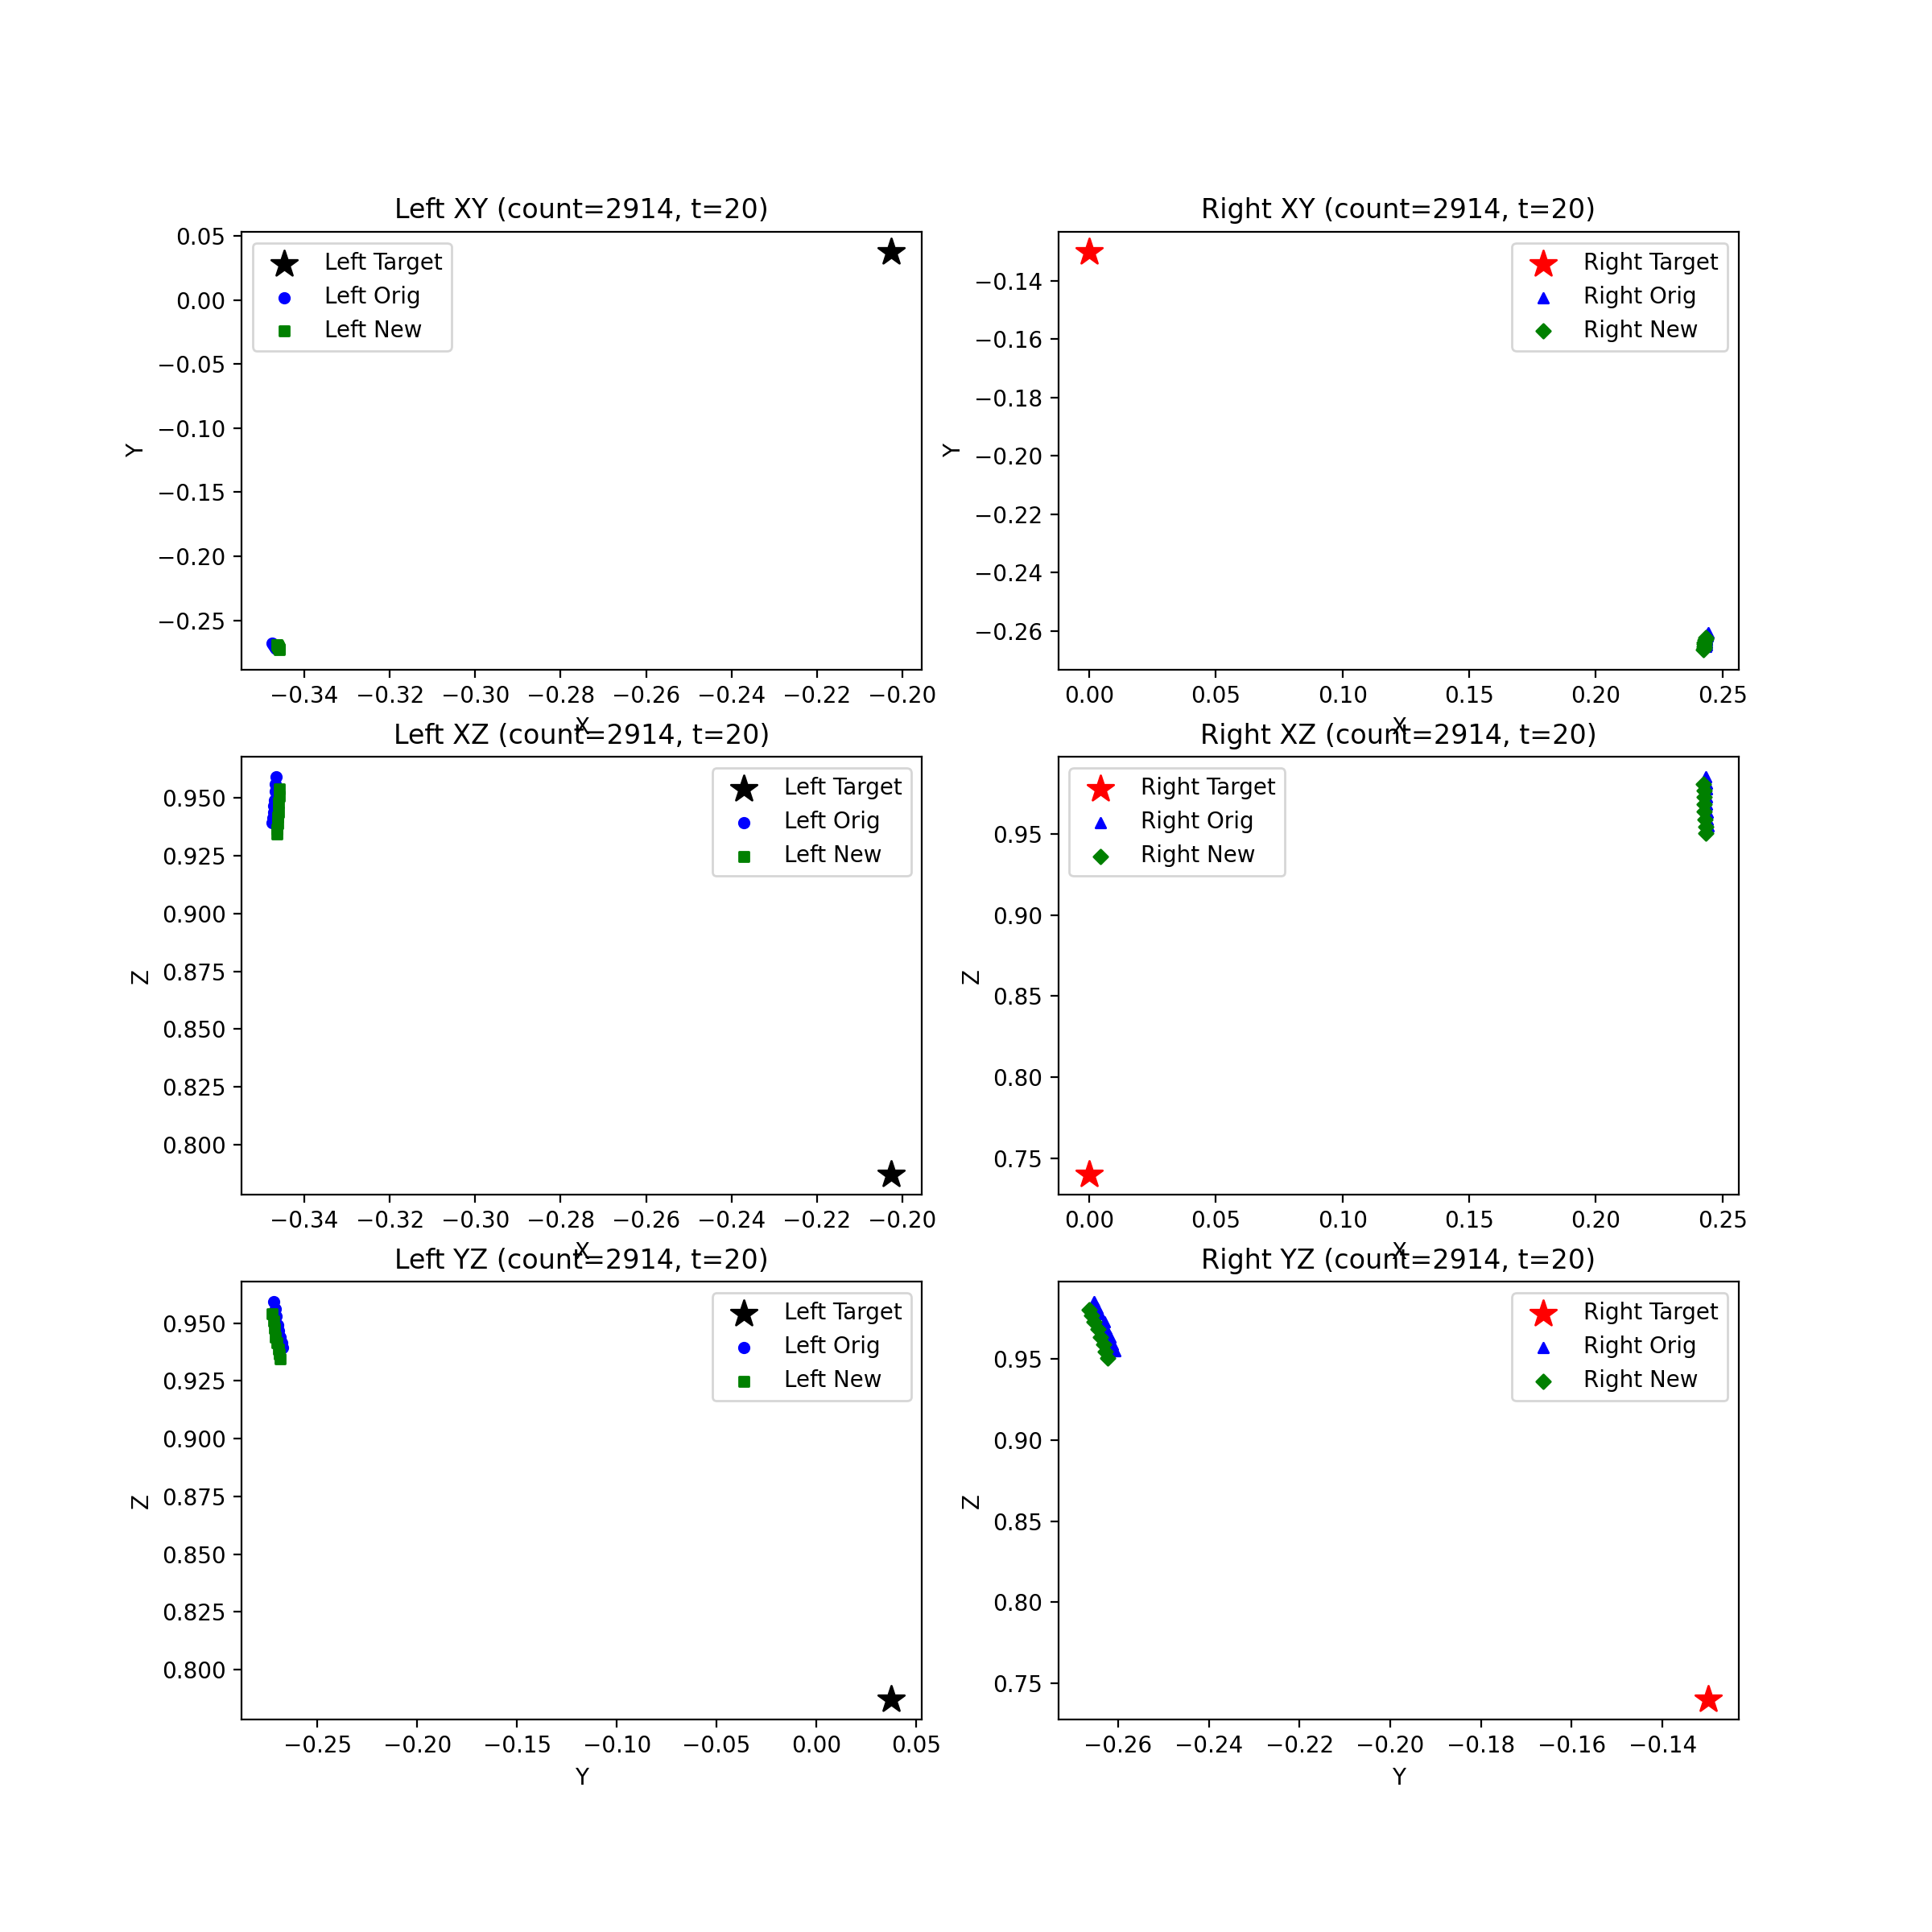 Left XY (count=2914, t=20)
0.05
0.00
−0.05
−0.10
−0.15
−0.20
−0.25
Y
Left Target
Left Orig
Left New
−0.34 −0.32 −0.30 −0.28 −0.26 −0.24 −0.22 −0.20
X
Right XY (count=2914, t=20)
−0.14
−0.16
−0.18
−0.20
−0.22
−0.24
−0.26
Y
Right Target
Right Orig
Right New
0.00 0.05 0.10 0.15 0.20 0.25
X
Left XZ (count=2914, t=20)
0.950
0.925
0.900
0.875
0.850
0.825
0.800
Z
Left Target
Left Orig
Left New
−0.34 −0.32 −0.30 −0.28 −0.26 −0.24 −0.22 −0.20
X
Right XZ (count=2914, t=20)
0.95
0.90
0.85
0.80
0.75
Z
Right Target
Right Orig
Right New
0.00 0.05 0.10 0.15 0.20 0.25
X
Left YZ (count=2914, t=20)
0.950
0.925
0.900
0.875
0.850
0.825
0.800
Z
Left Target
Left Orig
Left New
−0.25 −0.20 −0.15 −0.10 −0.05 0.00 0.05
Y
Right YZ (count=2914, t=20)
0.95
0.90
0.85
0.80
0.75
Z
Right Target
Right Orig
Right New
−0.26 −0.24 −0.22 −0.20 −0.18 −0.16 −0.14
Y